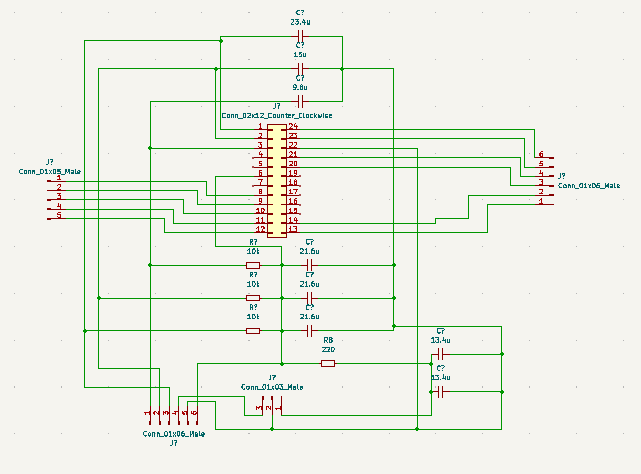 C?
23.4u
C?
15u
C?
9.8u
J?
Conn_02x12_Counter_Clockwise
1 24
2 23
3 22
4 21
5 20
6 19
7 18
8 17
9 16
10 15
11 14
12 13
J?
Conn_01x05_Male
1
2
3
4
5
6
5
4
3
2
1
J?
Conn_01x06_Male
R?
10k
C?
21.6u
R?
10k
C?
21.6u
R?
10k
C?
21.6u
R8
220
C?
13.4u
C?
13.4u
J?
Conn_01x03_Male
3 2 1
1 2 3 4 5 6
Conn_01x06_Male
J?